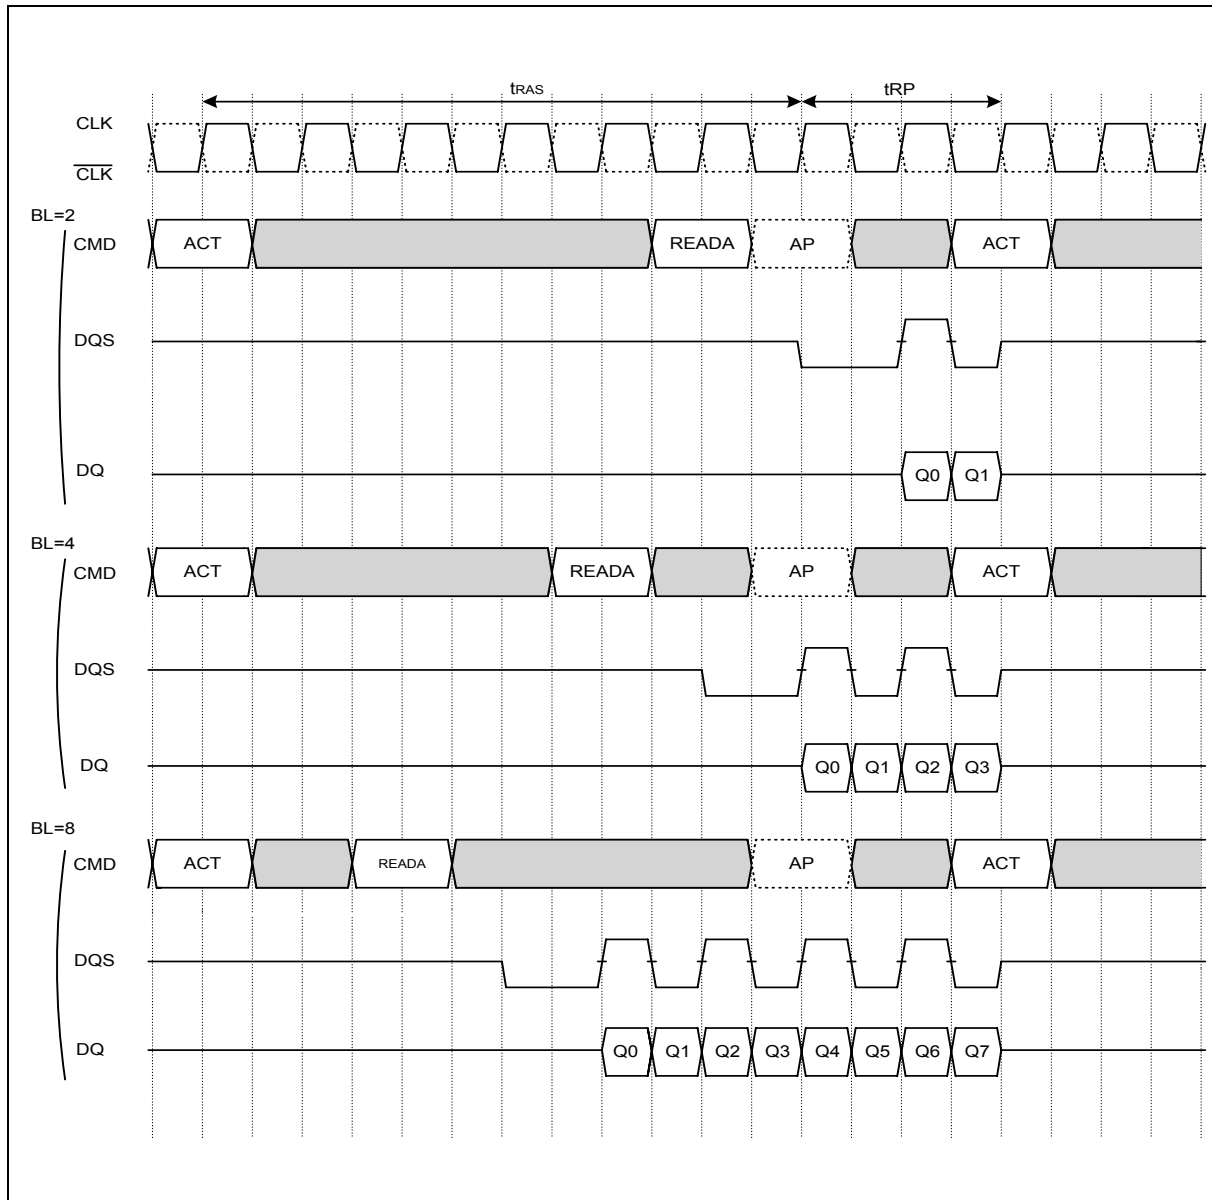 tRAS tRP
CLK
CLK
BL=2
CMD ACT READA AP ACT
DQS
DQ Q0 Q1
BL=4
CMD ACT READA AP ACT
DQS
DQ Q0 Q1 Q2 Q3
BL=8
CMD ACT READA AP ACT
DQS
DQ Q0 Q1 Q2 Q3 Q4 Q5 Q6 Q7